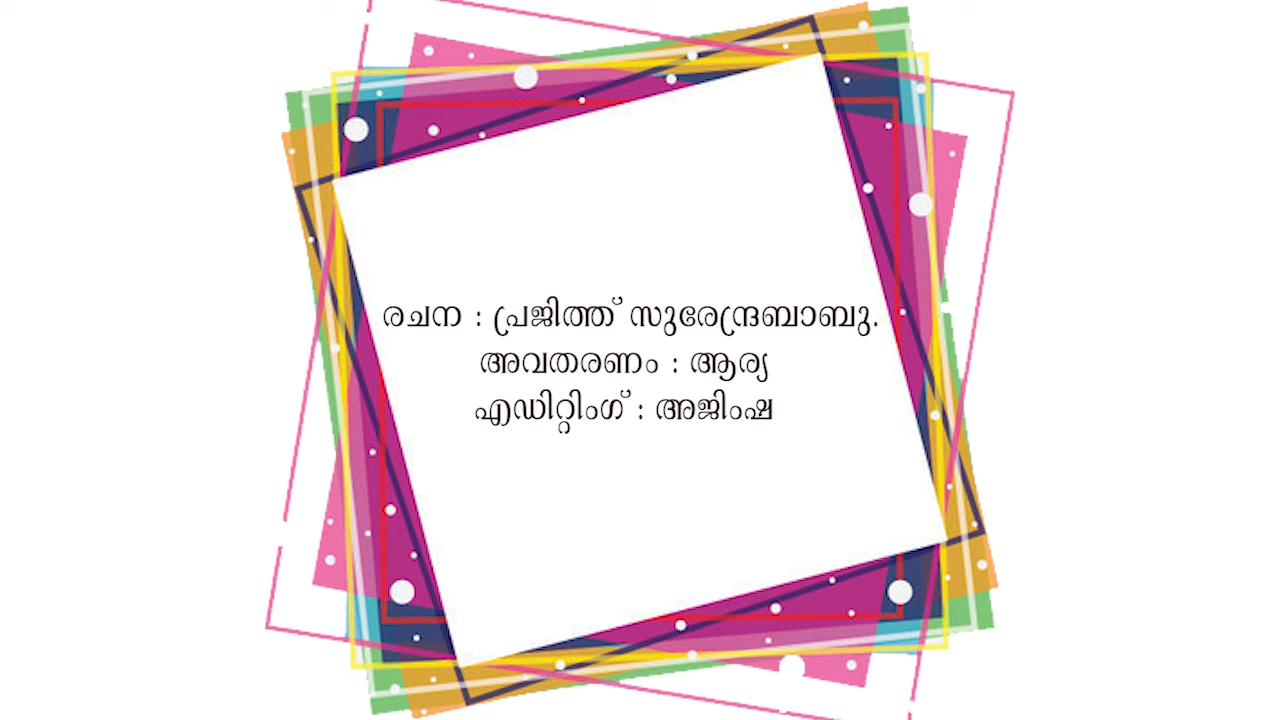 രചന : പ്രജിത്ത് സുരേന്ദ്രബാബു.
അവതരണം : ആര്യ
എഡിറ്റിംഗ് : അജിംഷ